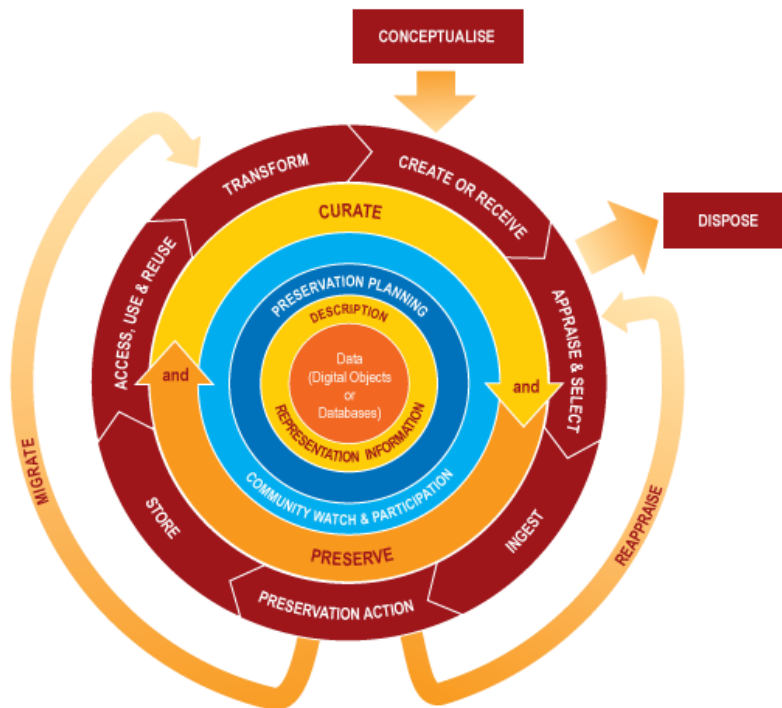 CONCEPTUALISE
TRANSFORM
CREATE OR RECEIVE
DISPOSE
CURATE
ACCESS, USE & REUSE
APPRAISE & SELECT
PRESERVATION PLANNING
DESCRIPTION
Data
(Digital Objects
or
Databases)
and
and
REPRESENTATION INFORMATION
COMMUNITY WATCH & PARTICIPATION
MIGRATE
STORE
INGEST
REAPPRAISE
PRESERVE
PRESERVATION ACTION